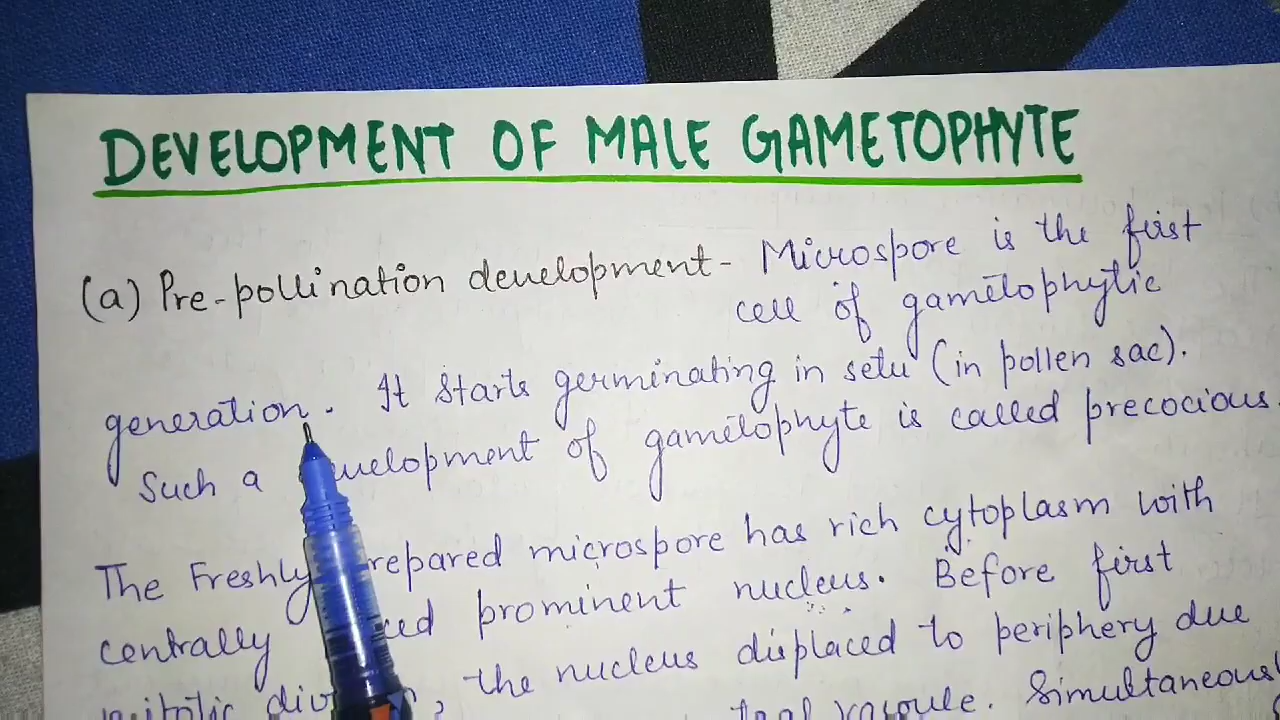 DEVELOPMENT OF MALE GAMETOPHYTE
(a) Pre-pollination development - Microspore is the first
cell of gametophytic
generation. It starts germinating in setu (in pollen sac).
Such a development of gametophyte is called precocious.
The Freshly prepared microspore has rich cytoplasm with
centrally prominent nucleus. Before first
the nucleus displaced to periphery due
Simultaneously